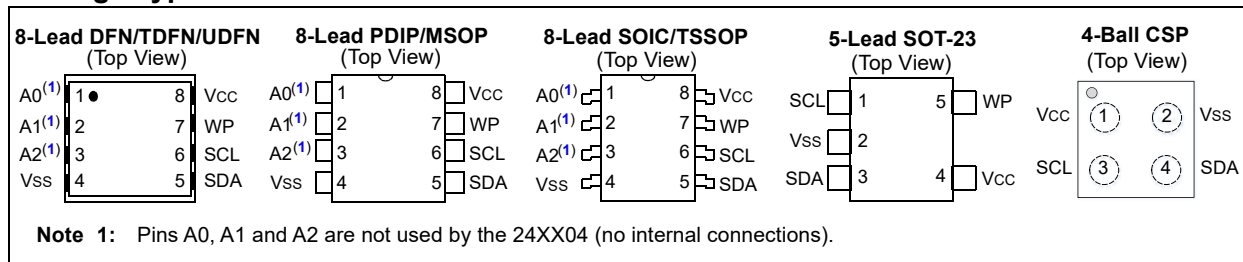 8-Lead DFN/TDFN/UDFN
(Top View)
A0(1) 1 8 VCC
A1(1) 2 7 WP
A2(1) 3 6 SCL
VSS 4 5 SDA
8-Lead PDIP/MSOP
(Top View)
A0(1) 1 8 VCC
A1(1) 2 7 WP
A2(1) 3 6 SCL
VSS 4 5 SDA
8-Lead SOIC/TSSOP
(Top View)
A0(1) 1 8 VCC
A1(1) 2 7 WP
A2(1) 3 6 SCL
VSS 4 5 SDA
5-Lead SOT-23
(Top View)
SCL 1 5 WP
VSS 2
SDA 3 4 VCC
4-Ball CSP
(Top View)
VCC 1 2 VSS
SCL 3 4 SDA
Note 1: Pins A0, A1 and A2 are not used by the 24XX04 (no internal connections).